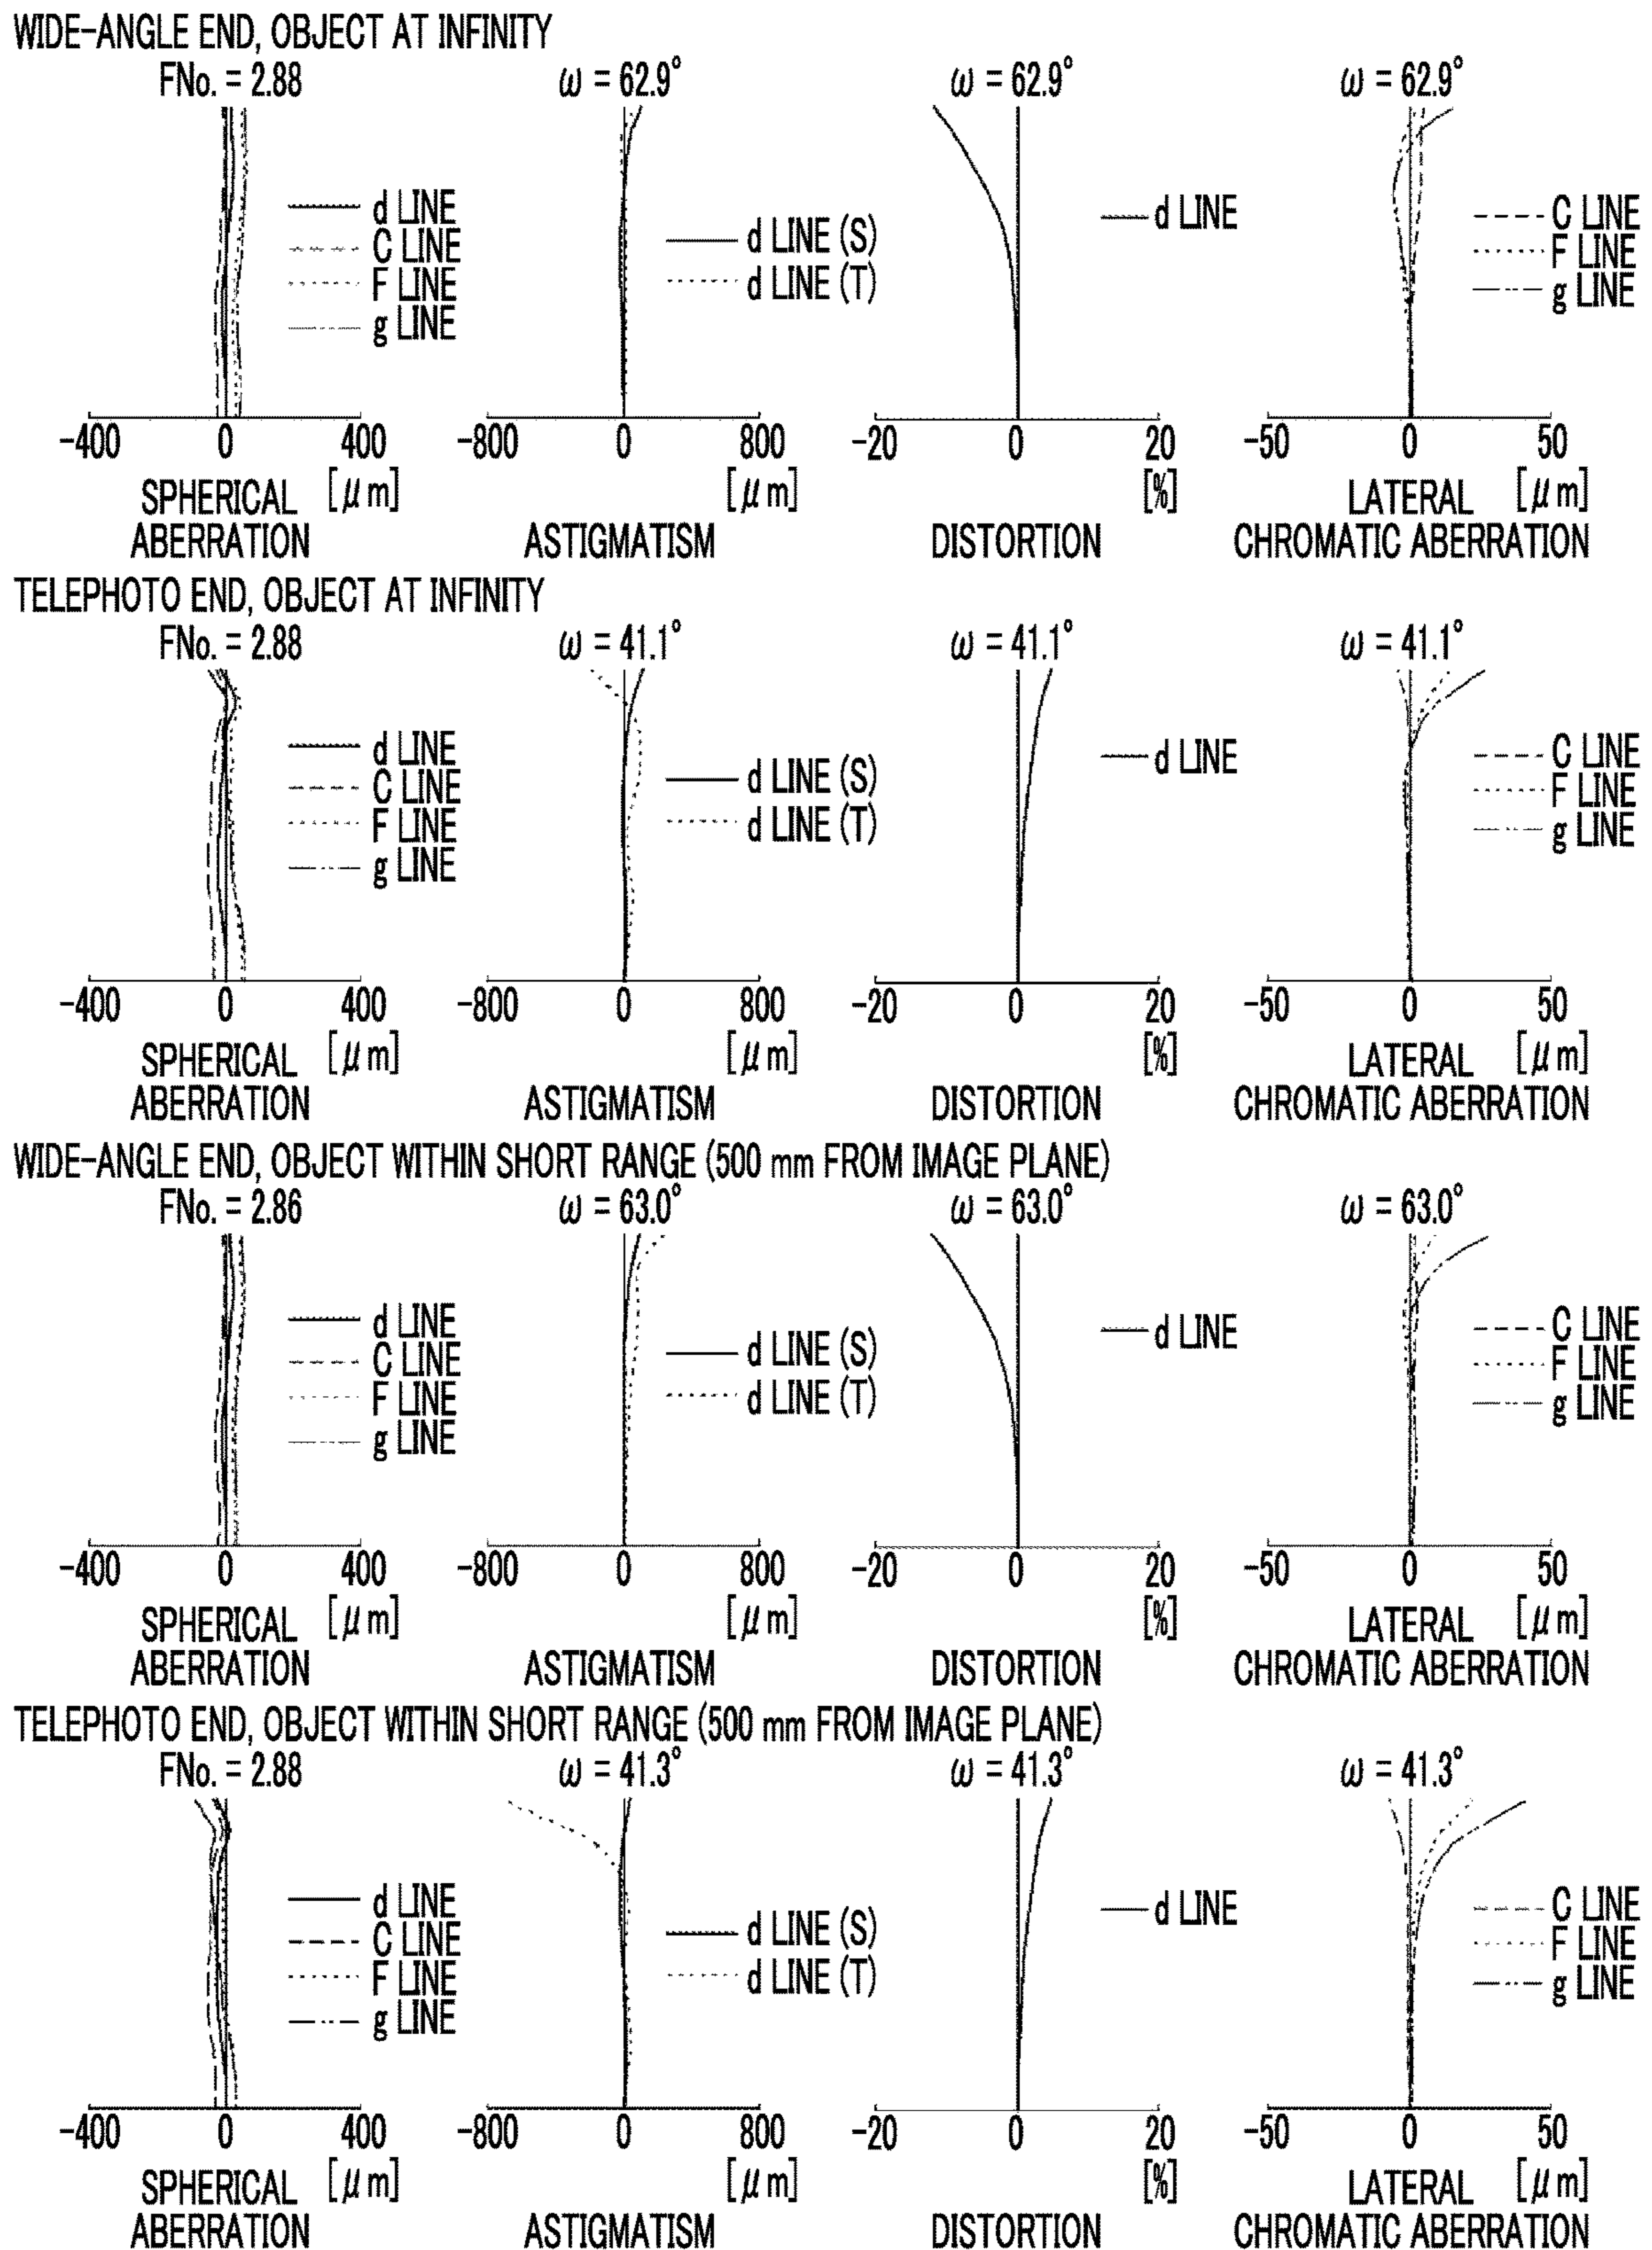 WIDE-ANGLE END, OBJECT AT INFINITY
FNo. = 2.88
ω = 62.9°
ω = 62.9°
ω = 62.9°
d LINE
C LINE
F LINE
g LINE
d LINE (S)
d LINE (T)
d LINE
C LINE
F LINE
g LINE
-400 0 400
-800 0 800
-20 0 20
-50 0 50
[μm]
[μm]
[%]
[μm]
SPHERICAL
ABERRATION
ASTIGMATISM
DISTORTION
LATERAL
CHROMATIC ABERRATION
TELEPHOTO END, OBJECT AT INFINITY
FNo. = 2.88
ω = 41.1°
ω = 41.1°
ω = 41.1°
d LINE
C LINE
F LINE
g LINE
d LINE (S)
d LINE (T)
d LINE
C LINE
F LINE
g LINE
-400 0 400
-800 0 800
-20 0 20
-50 0 50
[μm]
[μm]
[%]
[μm]
SPHERICAL
ABERRATION
ASTIGMATISM
DISTORTION
LATERAL
CHROMATIC ABERRATION
WIDE-ANGLE END, OBJECT WITHIN SHORT RANGE (500 mm FROM IMAGE PLANE)
FNo. = 2.86
ω = 63.0°
ω = 63.0°
ω = 63.0°
d LINE
C LINE
F LINE
g LINE
d LINE (S)
d LINE (T)
d LINE
C LINE
F LINE
g LINE
-400 0 400
-800 0 800
-20 0 20
-50 0 50
[μm]
[μm]
[%]
[μm]
SPHERICAL
ABERRATION
ASTIGMATISM
DISTORTION
LATERAL
CHROMATIC ABERRATION
TELEPHOTO END, OBJECT WITHIN SHORT RANGE (500 mm FROM IMAGE PLANE)
FNo. = 2.88
ω = 41.3°
ω = 41.3°
ω = 41.3°
d LINE
C LINE
F LINE
g LINE
d LINE (S)
d LINE (T)
d LINE
C LINE
F LINE
g LINE
-400 0 400
-800 0 800
-20 0 20
-50 0 50
[μm]
[μm]
[%]
[μm]
SPHERICAL
ABERRATION
ASTIGMATISM
DISTORTION
LATERAL
CHROMATIC ABERRATION